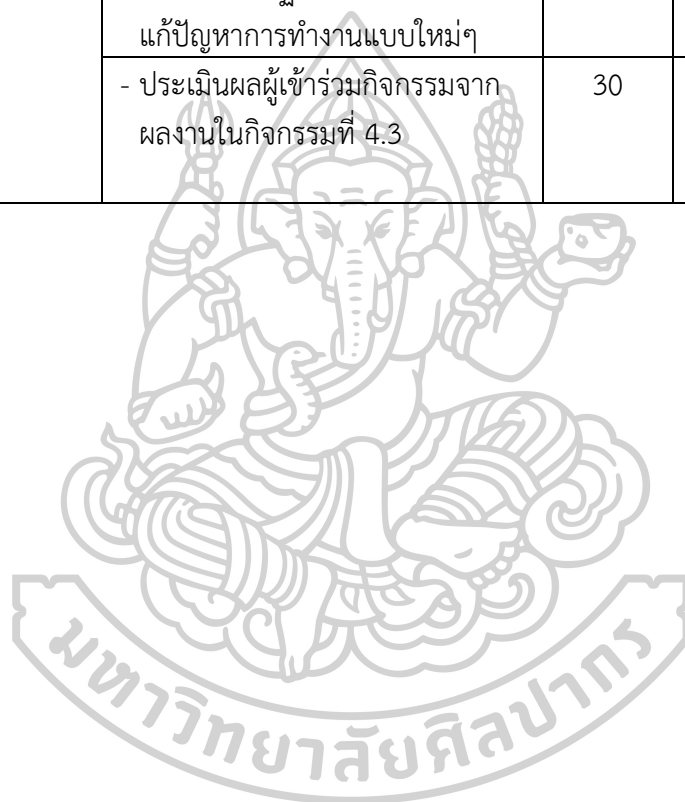 แก้ปัญหาการทำงานแบบใหม่ๆ
- ประเมินผลผู้เข้าร่วมกิจกรรมจาก 30
ผลงานในกิจกรรมที่ 4.3
มหาวิทยาลัยศิลปากร